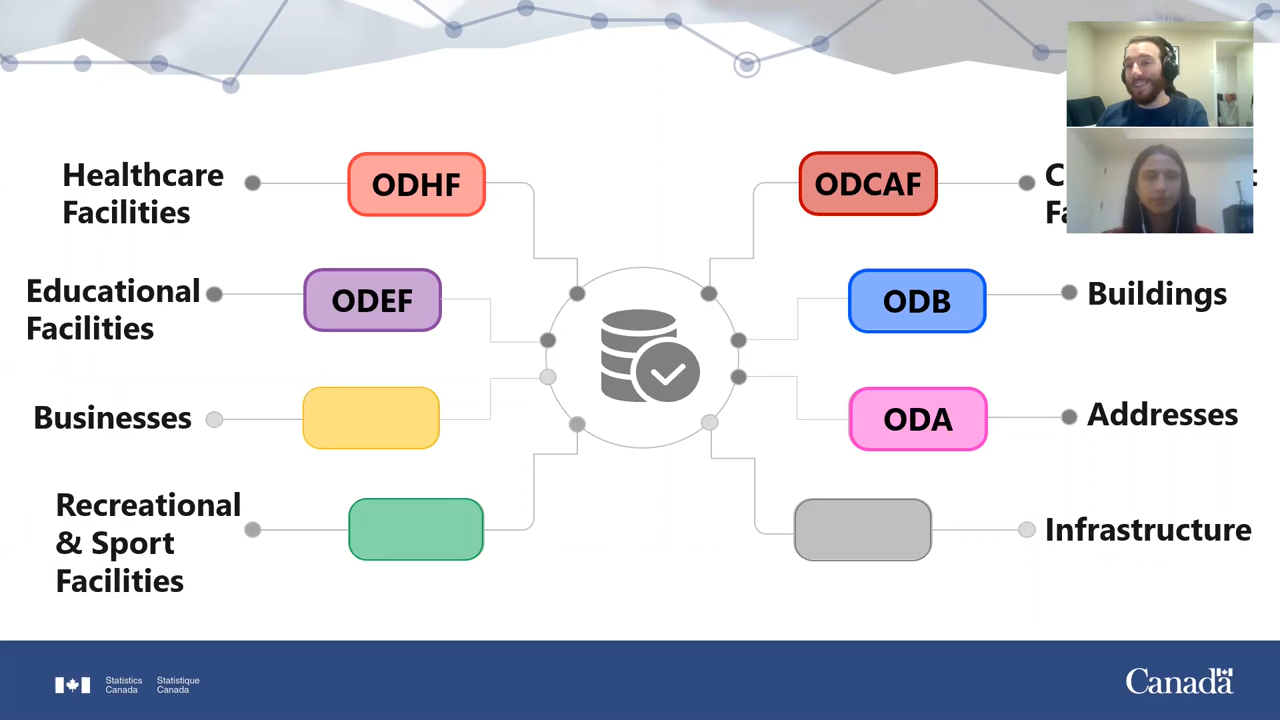 Healthcare
Facilities
ODHF
ODCAF
Educational
Facilities
ODEF
ODB
Buildings
Businesses
ODA
Addresses
Recreational
& Sport
Facilities
Infrastructure
Statistics
Canada
Statistique
Canada
Canada